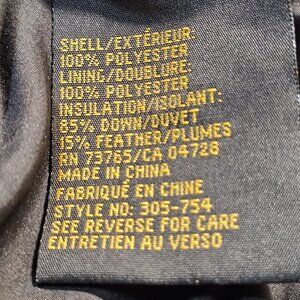 SHELL/EXTÉRIEUR:
100% POLYESTER
LINING/DOUBLURE:
100% POLYESTER
INSULATION/ISOLANT:
85% DOWN/DUVET
15% FEATHER/PLUMES
RN 73765/CA 04728
MADE IN CHINA
FABRIQUÉ EN CHINE
STYLE NO: 305-754
SEE REVERSE FOR CARE
ENTRETIEN AU VERSO